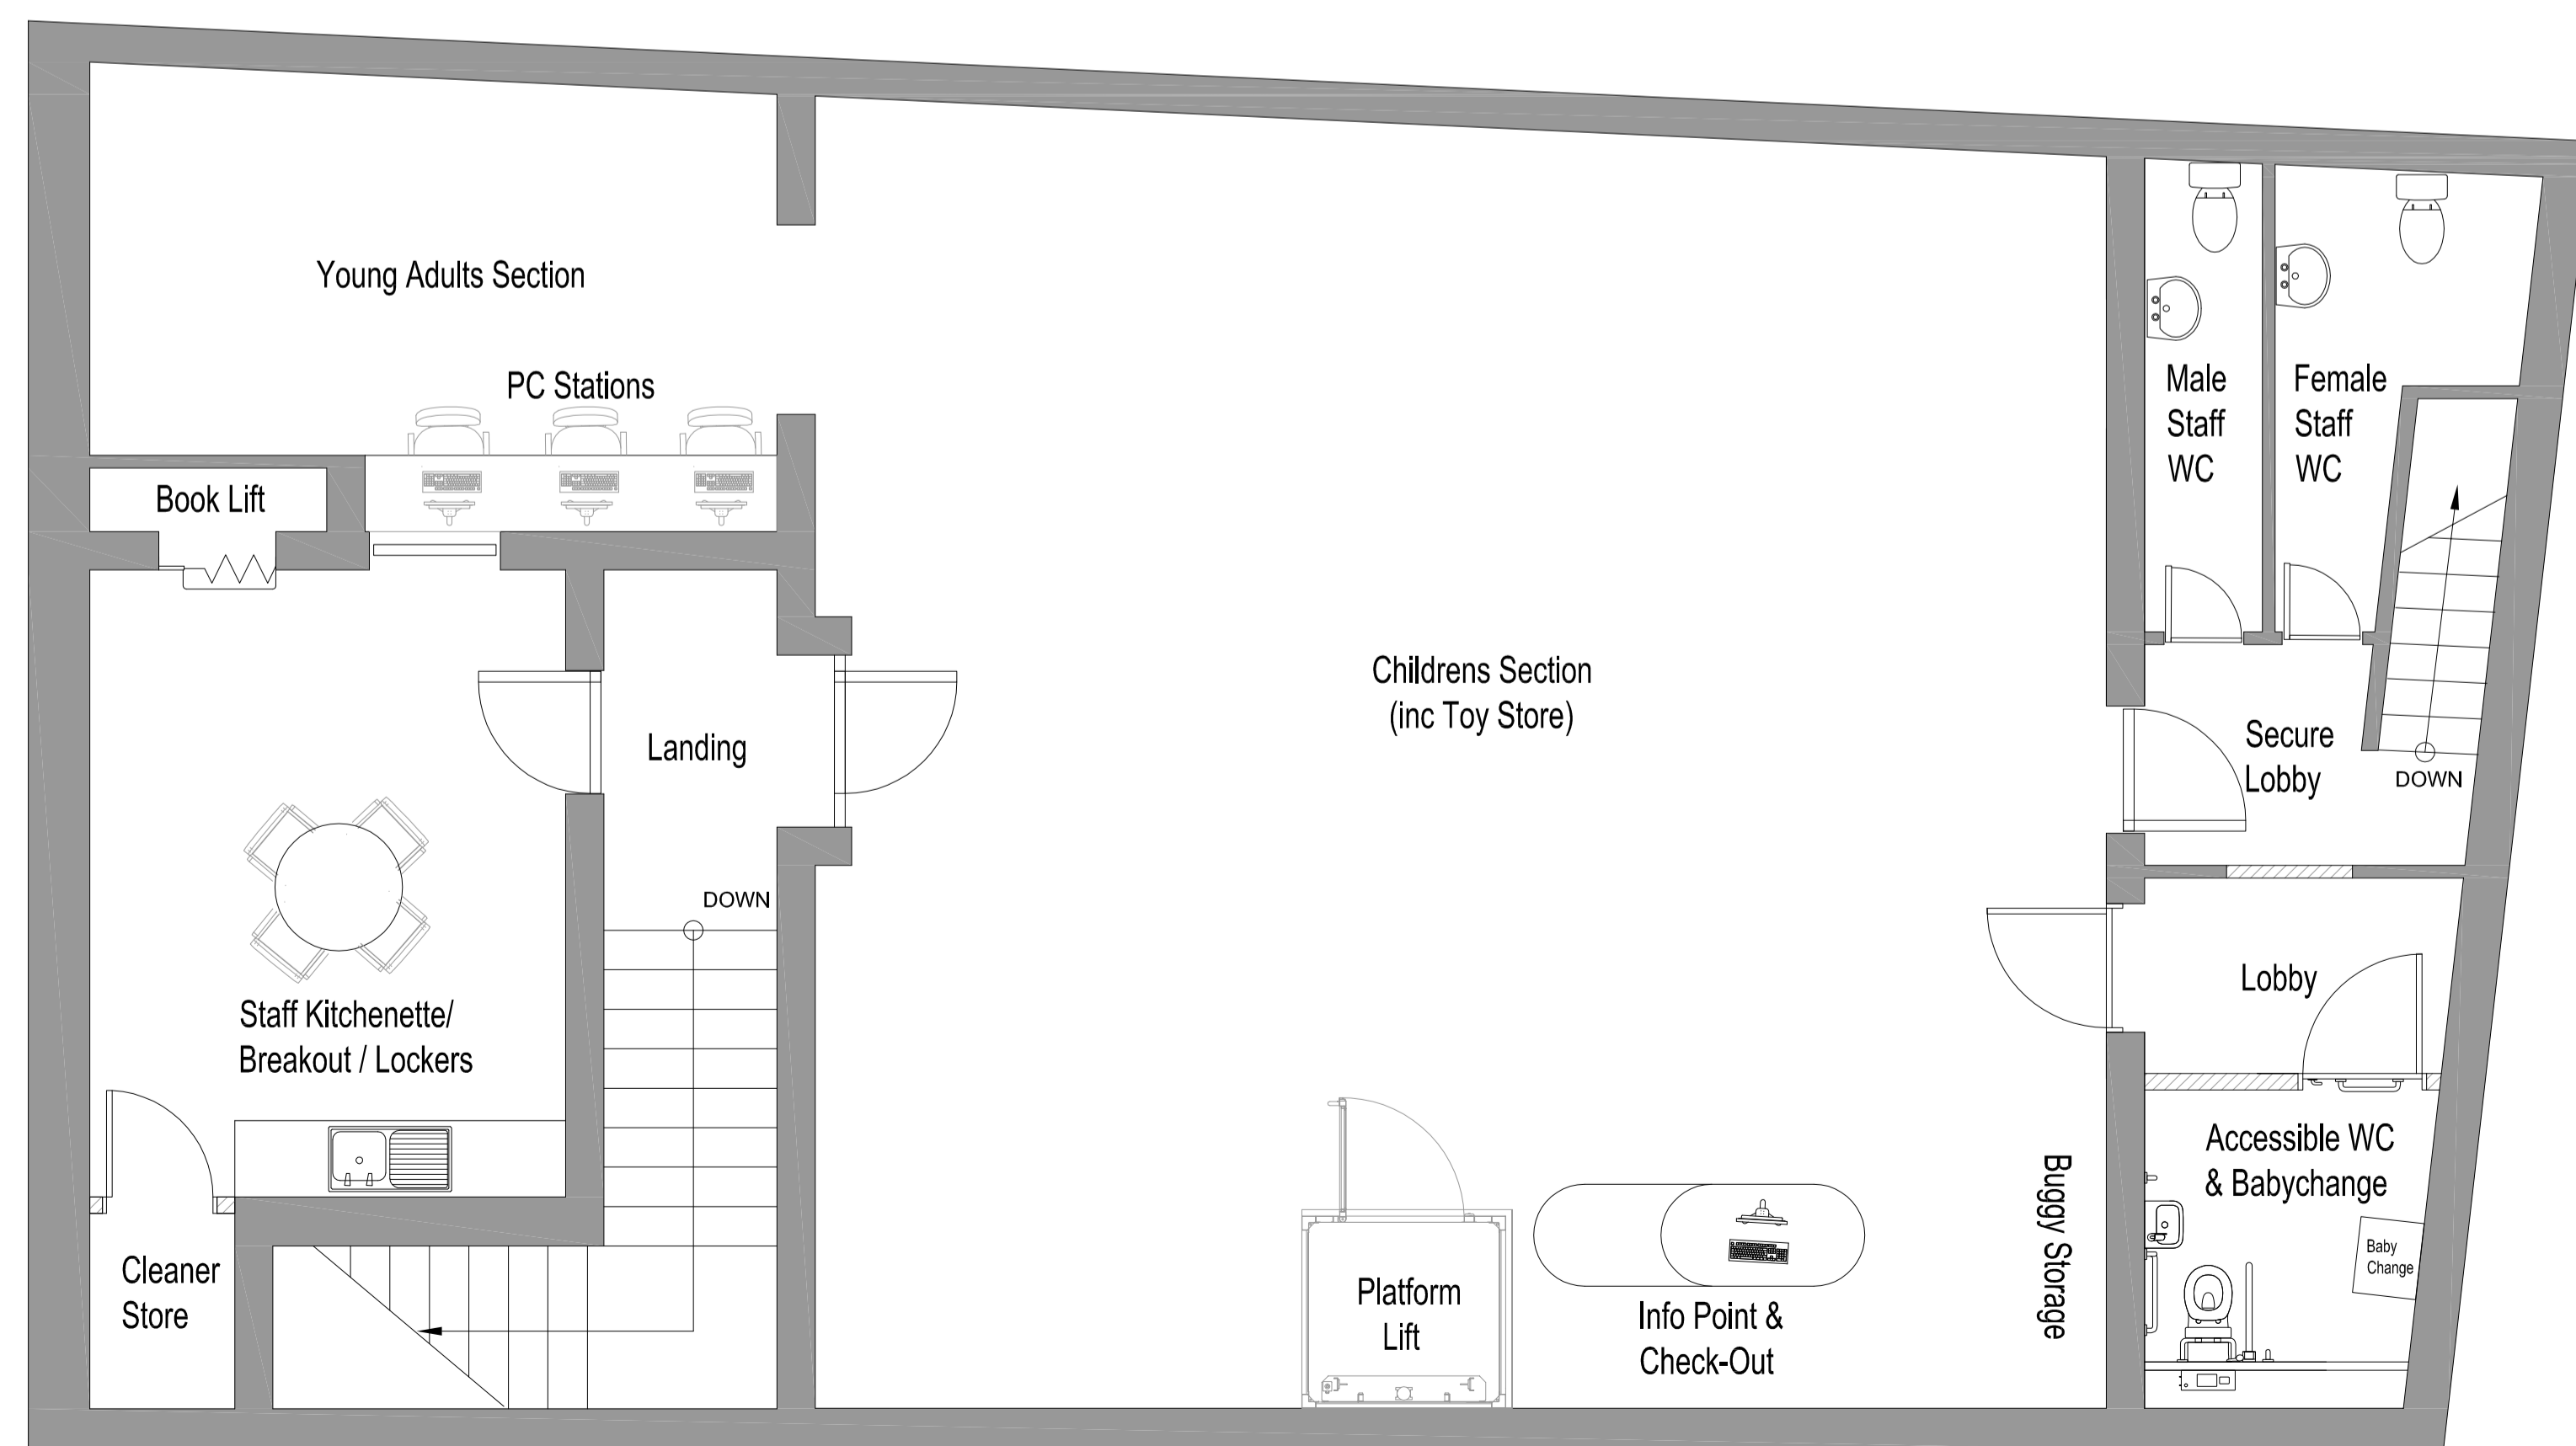 Young Adults Section
PC Stations
Book Lift
Male
Staff
WC
Female
Staff
WC
Childrens Section
(inc Toy Store)
Landing
Secure
Lobby
DOWN
DOWN
Lobby
Staff Kitchenette/
Breakout / Lockers
Accessible WC
& Babychange
Buggy Storage
Baby
Change
Cleaner
Store
Platform
Lift
Info Point &
Check-Out